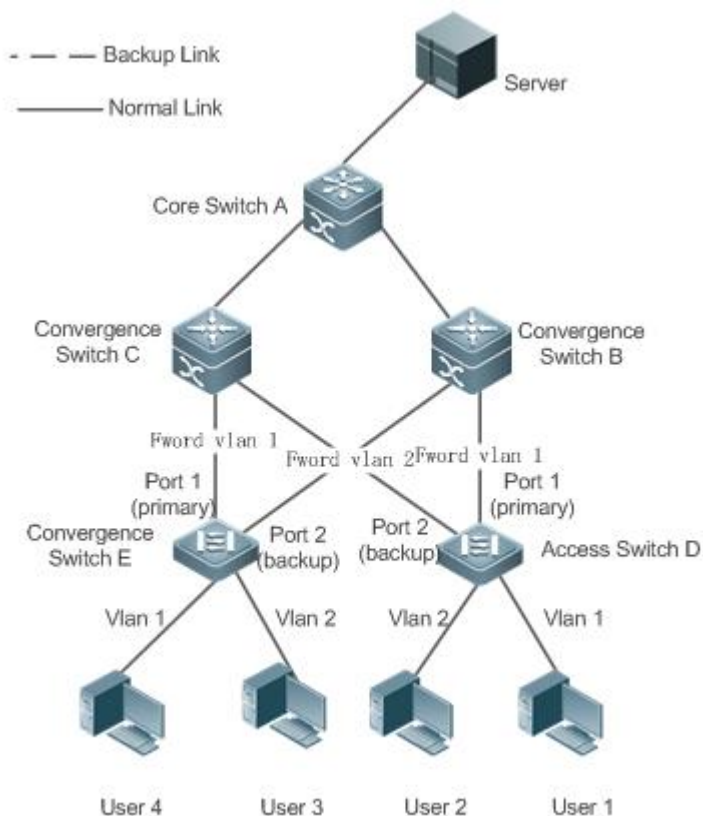 Backup Link
Server
Normal Link
Core Switch A
Convergence
Switch C
Convergence
Switch B
Fword vlan 1
Fword vlan 2
Fword vlan 1
Port 1
(primary)
Port 1
(primary)
Convergence
Switch E
Port 2
(backup)
Port 2
(backup)
Access Switch D
Vlan 1
Vlan 2
Vlan 2
Vlan 1
User 4
User 3
User 2
User 1